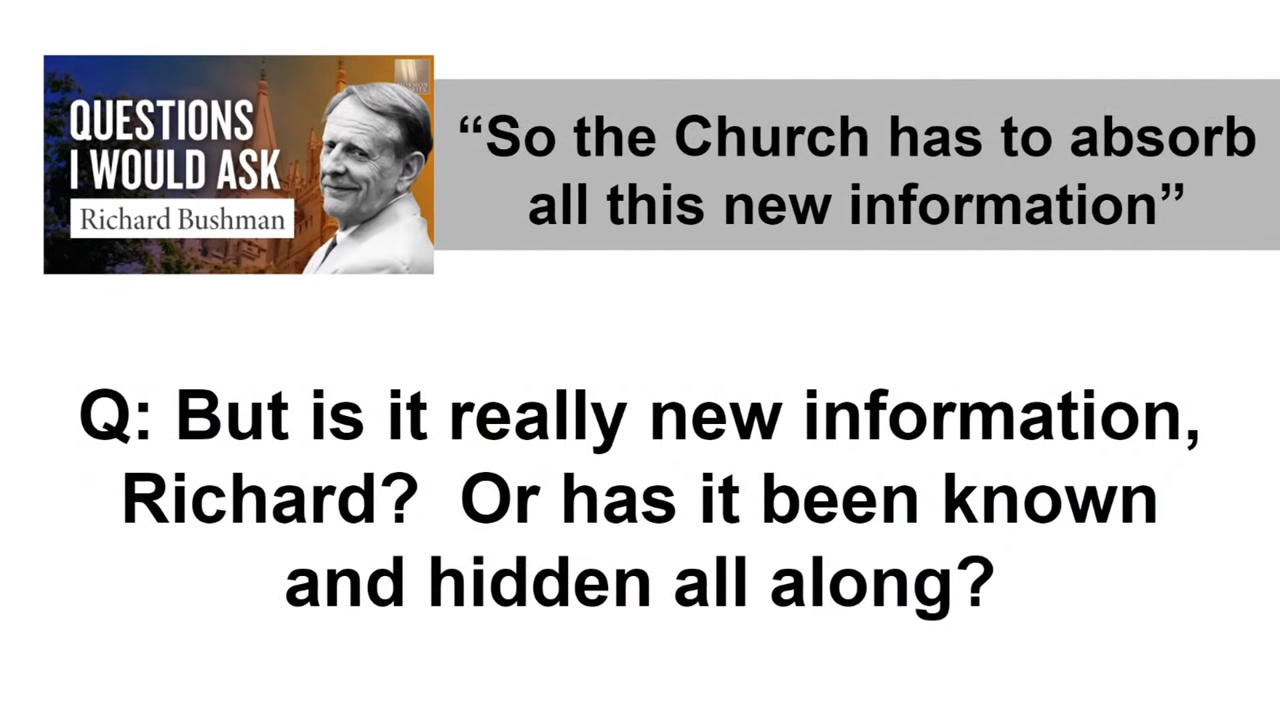 QUESTIONS
I WOULD ASK
Richard Bushman
“So the Church has to absorb
all this new information”
Q: But is it really new information,
Richard?  Or has it been known
and hidden all along?